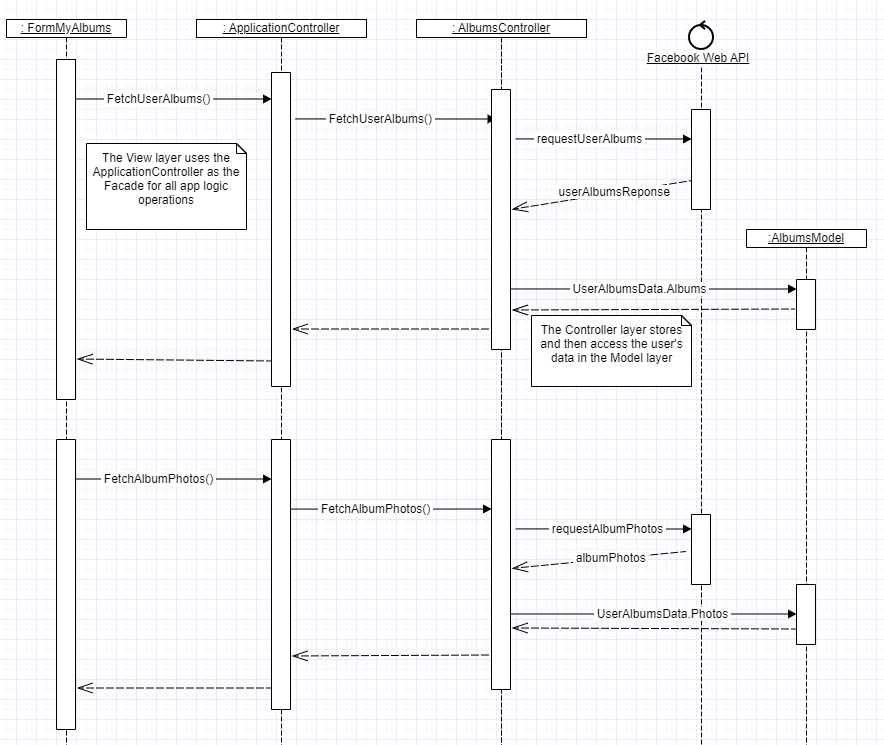 : FormMyAlbums
: ApplicationController
: AlbumsController
Facebook Web API
FetchUserAlbums()
FetchUserAlbums()
requestUserAlbums
The View layer uses the
ApplicationController as the
Facade for all app logic
operations
userAlbumsReponse
:AlbumsModel
UserAlbumsData.Albums
The Controller layer stores
and then access the user's
data in the Model layer
FetchAlbumPhotos()
FetchAlbumPhotos()
requestAlbumPhotos
albumPhotos
UserAlbumsData.Photos